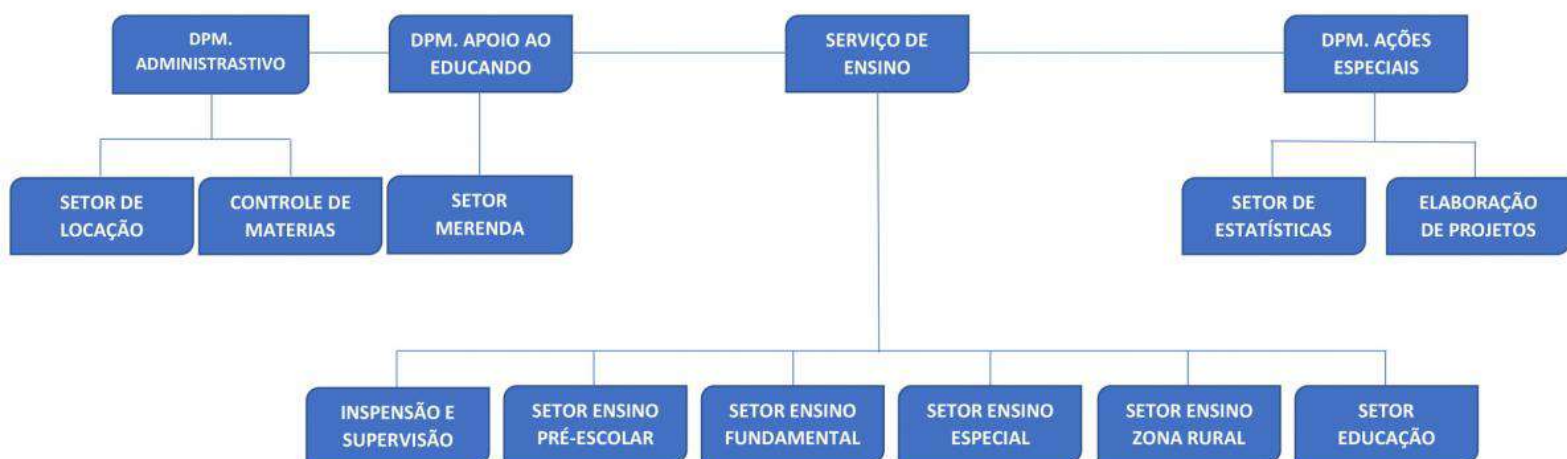 DPM.
ADMINISTRASTIVO
DPM. APOIO AO
EDUCANDO
SERVIÇO DE
ENSINO
DPM. AÇÕES
ESPECIAIS
SETOR DE
LOCAÇÃO
CONTROLE DE
MATERIAS
SETOR
MERENDA
SETOR DE
ESTATÍSTICAS
ELABORAÇÃO
DE PROJETOS
INSPENSÃO E
SUPERVISÃO
SETOR ENSINO
PRÉ-ESCOLAR
SETOR ENSINO
FUNDAMENTAL
SETOR ENSINO
ESPECIAL
SETOR ENSINO
ZONA RURAL
SETOR
EDUCAÇÃO